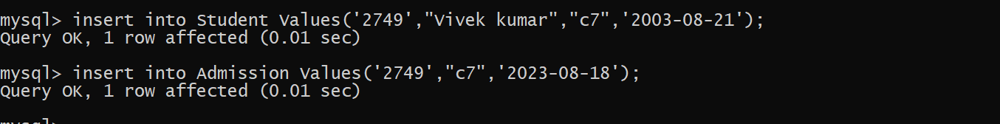 mysql> insert into Student Values('2749',"Vivek kumar","c7",'2003-08-21');
Query OK, 1 row affected (0.01 sec)
mysql> insert into Admission Values('2749',"c7",'2023-08-18');
Query OK, 1 row affected (0.01 sec)
mysql>